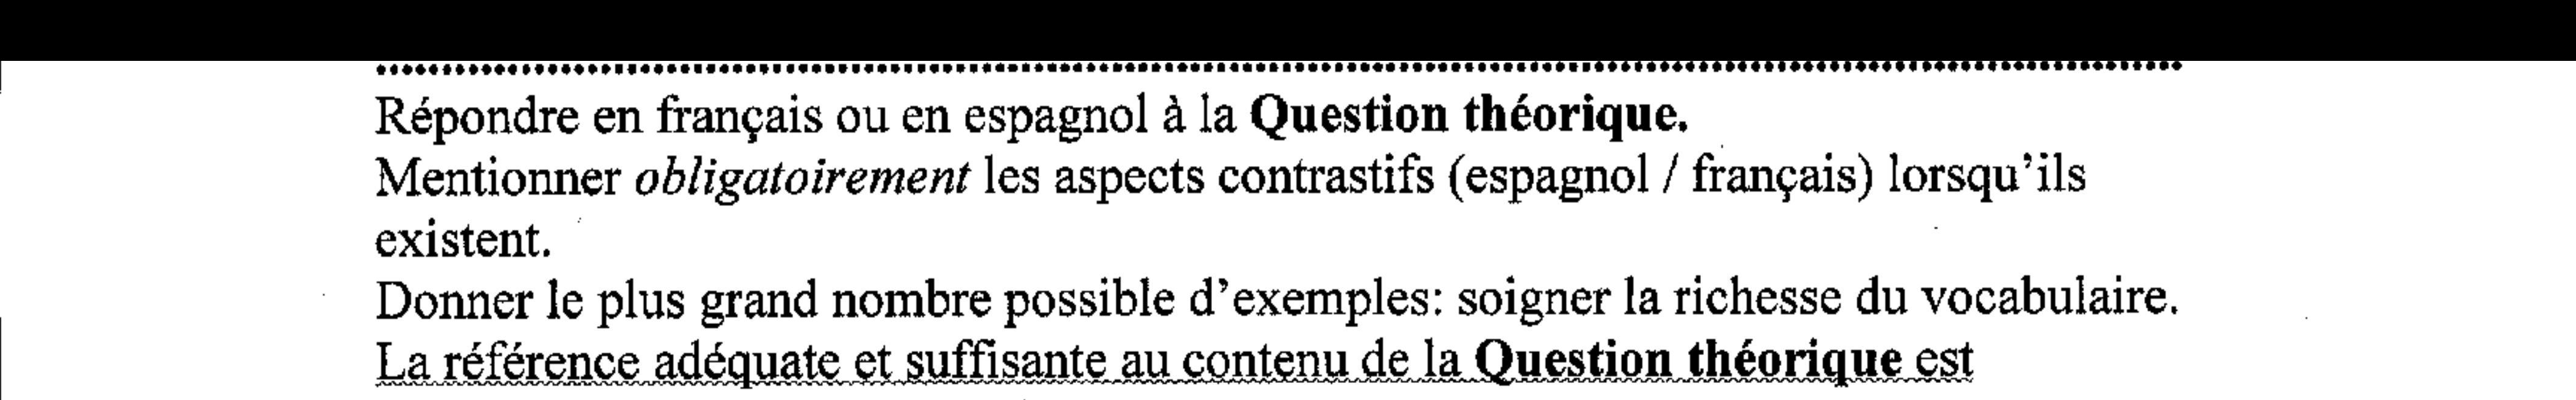 Répondre en français ou en espagnol à la Question théorique.
Mentionner obligatoirement les aspects contrastifs (espagnol / français) lorsqu'ils
existent.
Donner le plus grand nombre possible d'exemples: soigner la richesse du vocabulaire.
La référence adéquate et suffisante au contenu de la Question théorique est